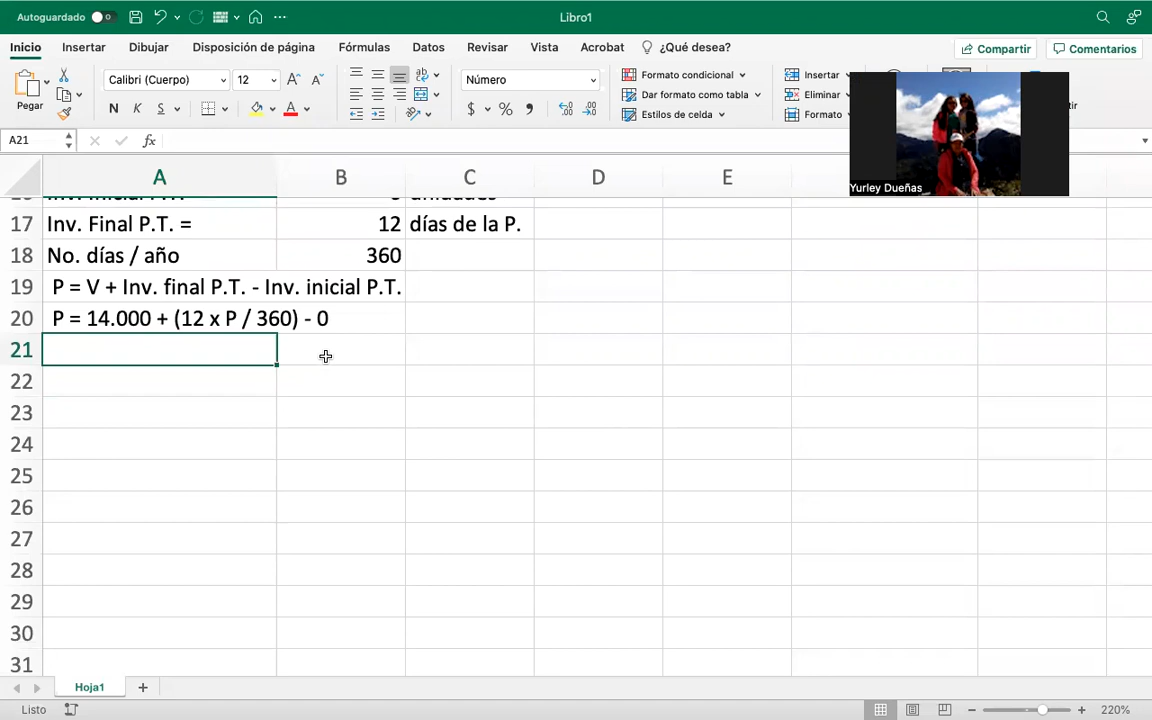 Autoguardado
Libro1
Inicio Insertar Dibujar Disposición de página Fórmulas Datos Revisar Vista Acrobat ¿Qué desea? Compartir Comentarios
Pegar
Calibri (Cuerpo) 12
N K S
Número
$ %
Formato condicional
Dar formato como tabla
Estilos de celda
Insertar
Eliminar
Formato
Yurley Dueñas
A21 fx
A B C D E
17 Inv. Final P.T. = 12 días de la P.
18 No. días / año 360
19 P = V + Inv. final P.T. - Inv. inicial P.T.
20 P = 14.000 + (12 x P / 360) - 0
21
22
23
24
25
26
27
28
29
30
31
Hoja1
Listo 220%